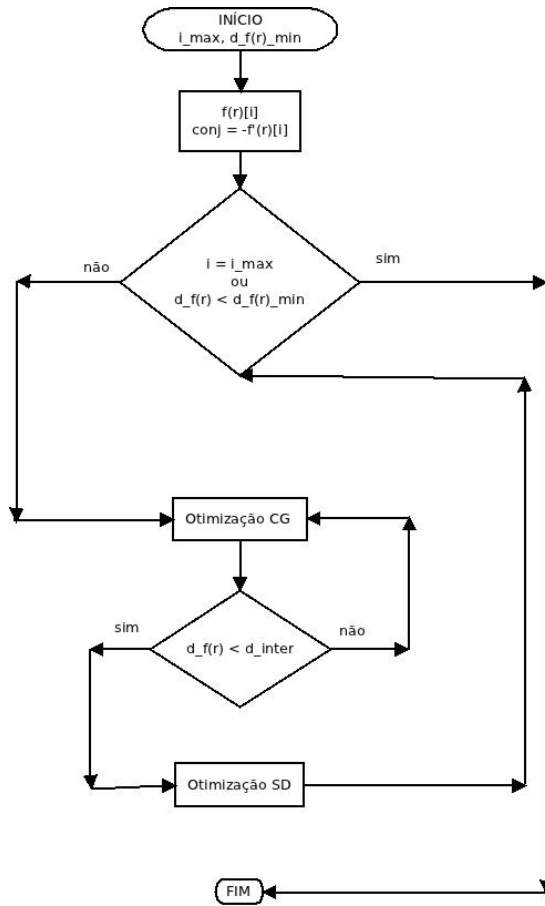 INÍCIO
i_max, d_f(r)_min
f(r)[i]
conj = -f'(r)[i]
i = i_max
ou
d_f(r) < d_f(r)_min
não
sim
Otimização CG
d_f(r) < d_inter
sim
não
Otimização SD
FIM